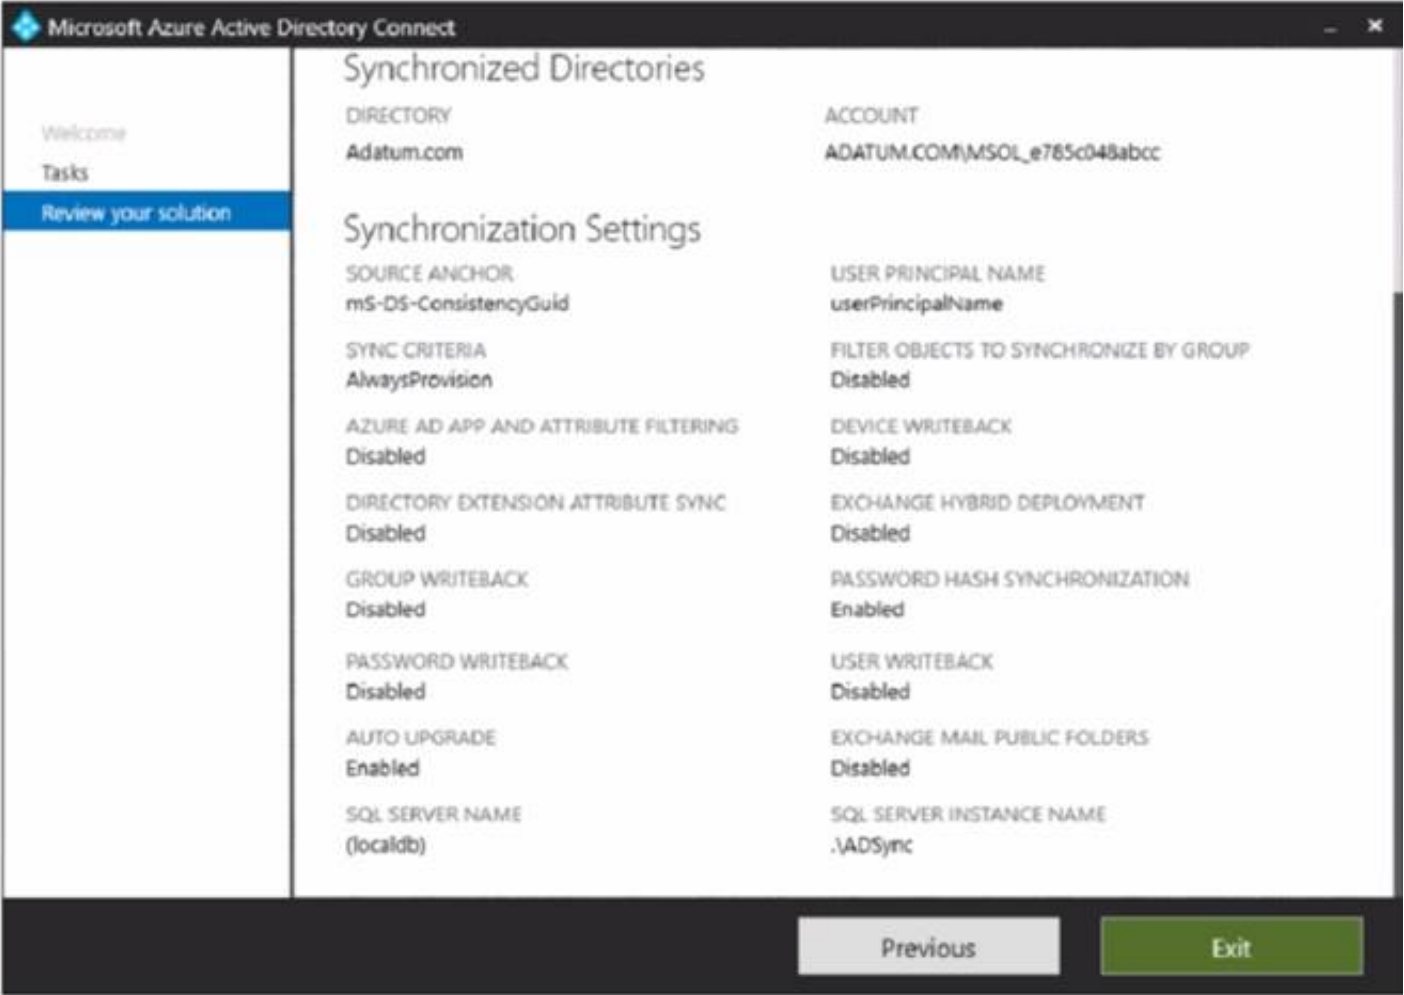 Microsoft Azure Active Directory Connect
Welcome
Tasks
Review your solution
Synchronized Directories
DIRECTORY ACCOUNT
Adatum.com ADATUM.COM\MSOL_e785c048abcc
Synchronization Settings
SOURCE ANCHOR USER PRINCIPAL NAME
mS-DS-ConsistencyGuid userPrincipalName
SYNC CRITERIA FILTER OBJECTS TO SYNCHRONIZE BY GROUP
AlwaysProvision Disabled
AZURE AD APP AND ATTRIBUTE FILTERING DEVICE WRITEBACK
Disabled Disabled
DIRECTORY EXTENSION ATTRIBUTE SYNC EXCHANGE HYBRID DEPLOYMENT
Disabled Disabled
GROUP WRITEBACK PASSWORD HASH SYNCHRONIZATION
Disabled Enabled
PASSWORD WRITEBACK USER WRITEBACK
Disabled Disabled
AUTO UPGRADE EXCHANGE MAIL PUBLIC FOLDERS
Enabled Disabled
SQL SERVER NAME SQL SERVER INSTANCE NAME
(localdb) .\ADSync
Previous Exit